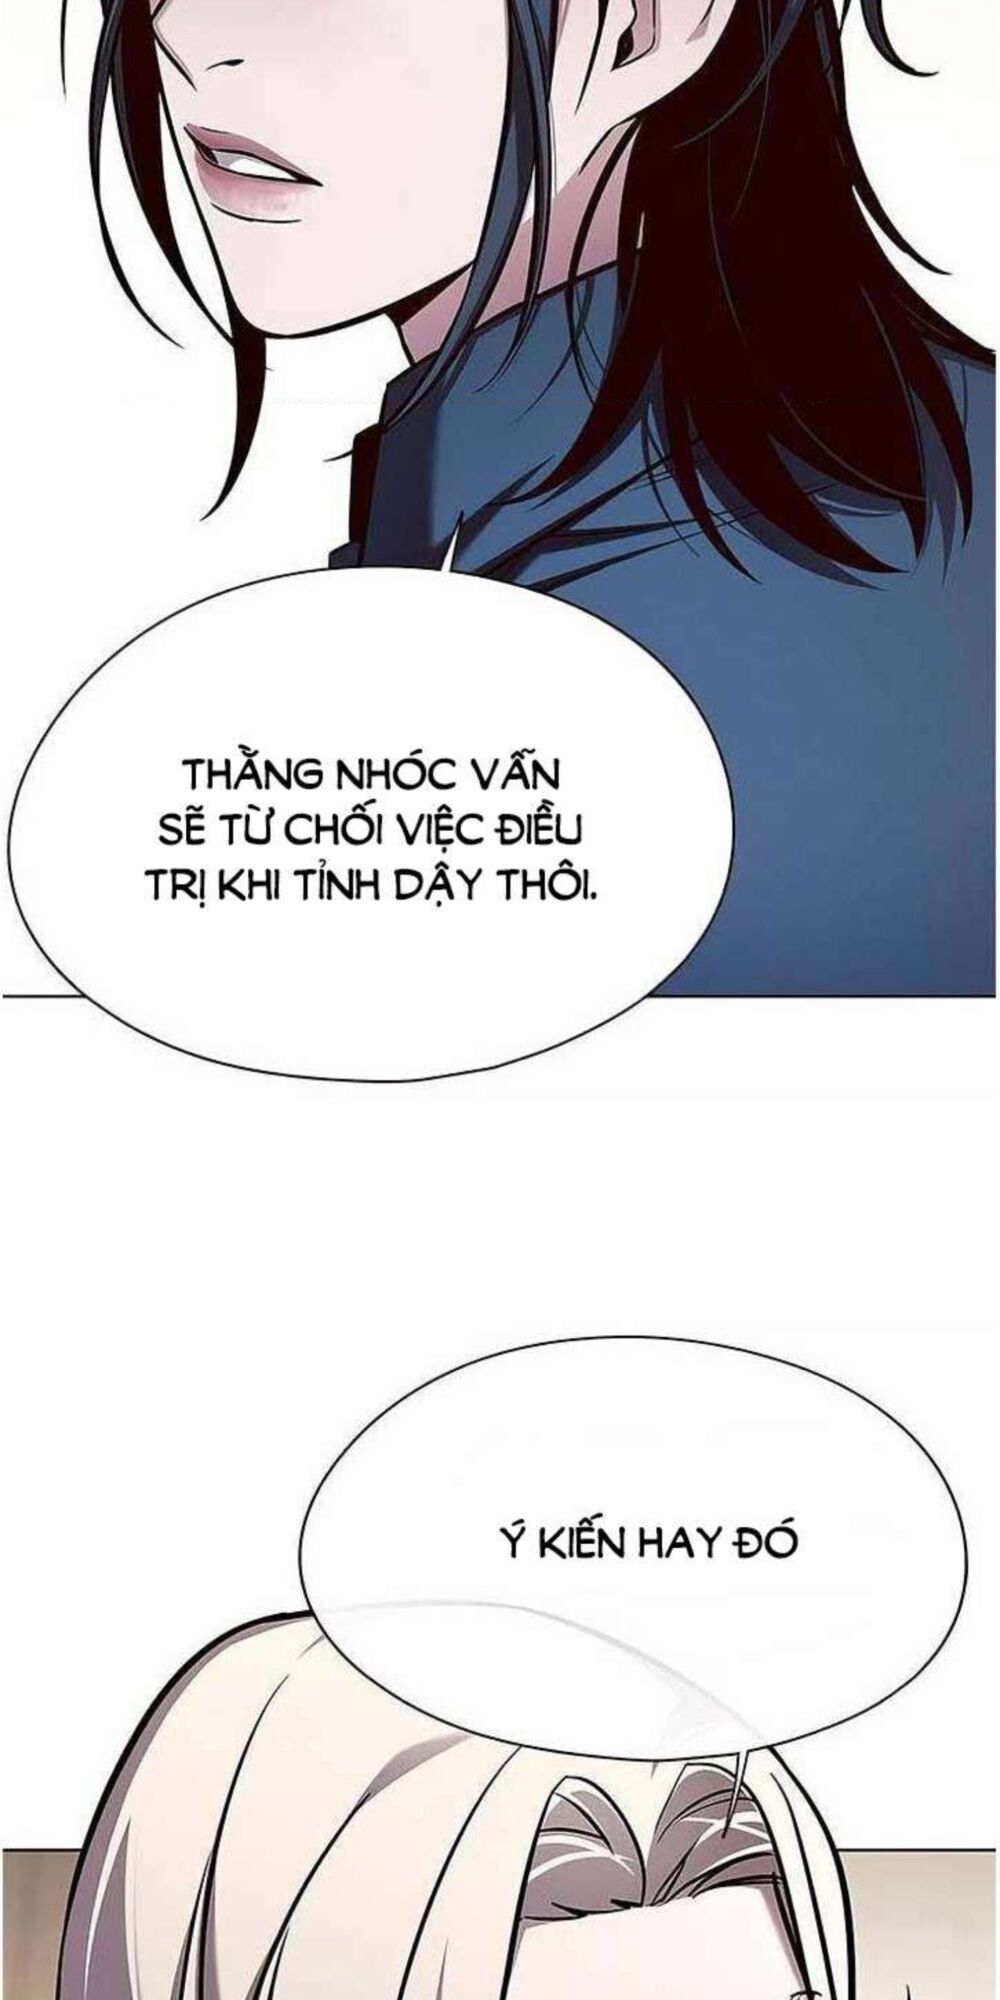 THẰNG NHÓC VẪN
SẼ TỪ CHỐI VIỆC ĐIỀU
TRỊ KHI TỈNH DẬY THÔI.
Ý KIẾN HAY ĐÓ